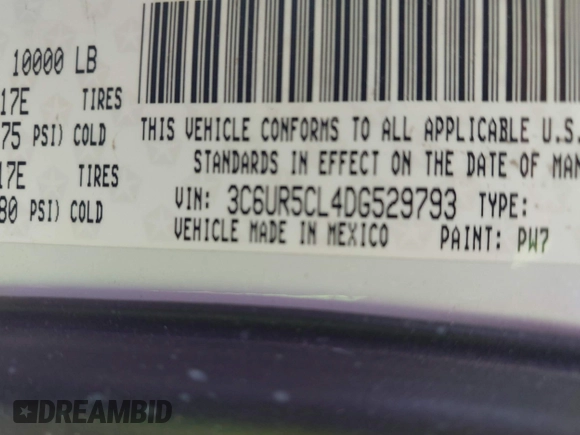 10000 LB
17E TIRES
75 PSI) COLD
17E TIRES
80 PSI) COLD
THIS VEHICLE CONFORMS TO ALL APPLICABLE U.S.
STANDARDS IN EFFECT ON THE DATE OF MAN
VIN: 3C6UR5CL4DG529793 TYPE:
VEHICLE MADE IN MEXICO PAINT: PW7
DREAMBID